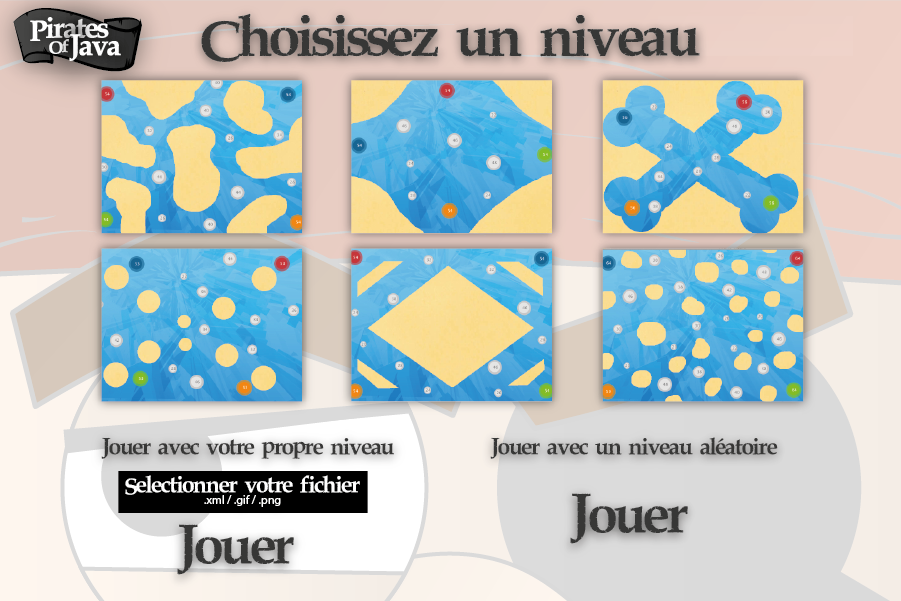 Pirates
Of Java
Choisissez un niveau
Jouer avec votre propre niveau
Jouer avec un niveau aléatoire
Selectionner votre fichier
.xml / .gif / .png
Jouer
Jouer